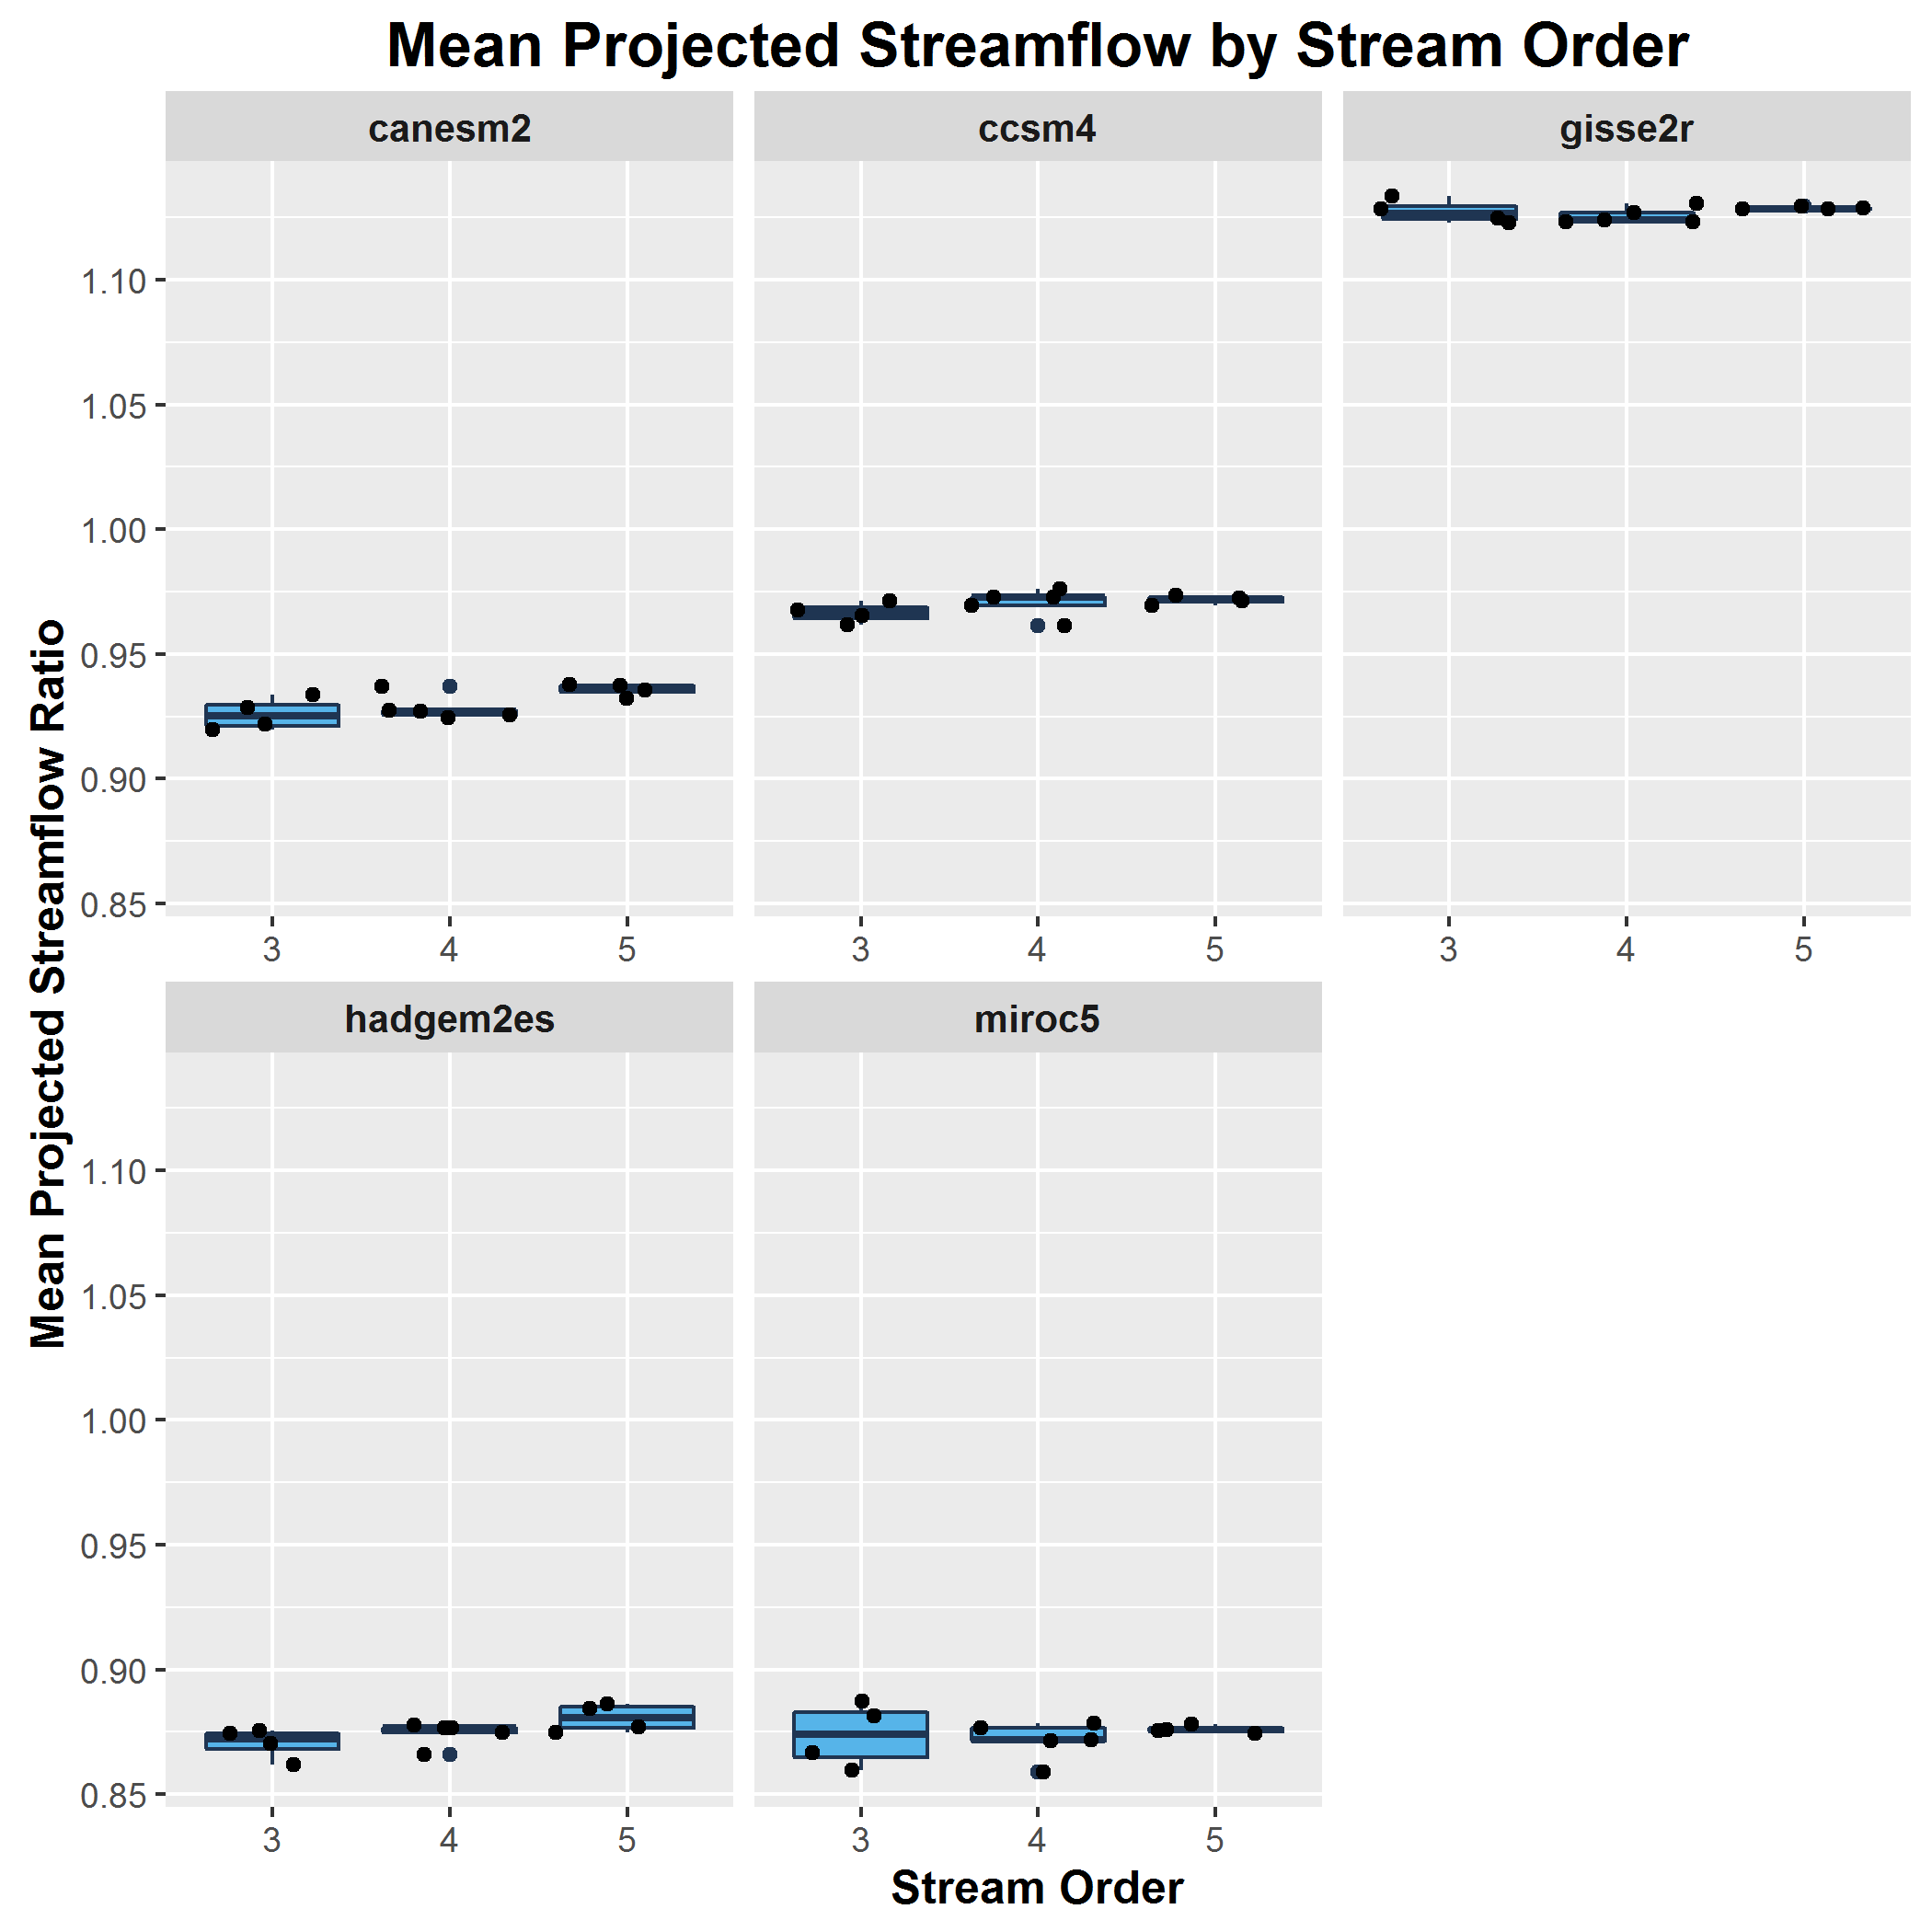 Mean Projected Streamflow by Stream Order
canesm2
ccsm4
gisse2r
Mean Projected Streamflow Ratio
1.10
1.05
1.00
0.95
0.90
0.85
3 4 5
3 4 5
3 4 5
hadgem2es
miroc5
1.10
1.05
1.00
0.95
0.90
0.85
3 4 5
3 4 5
Stream Order